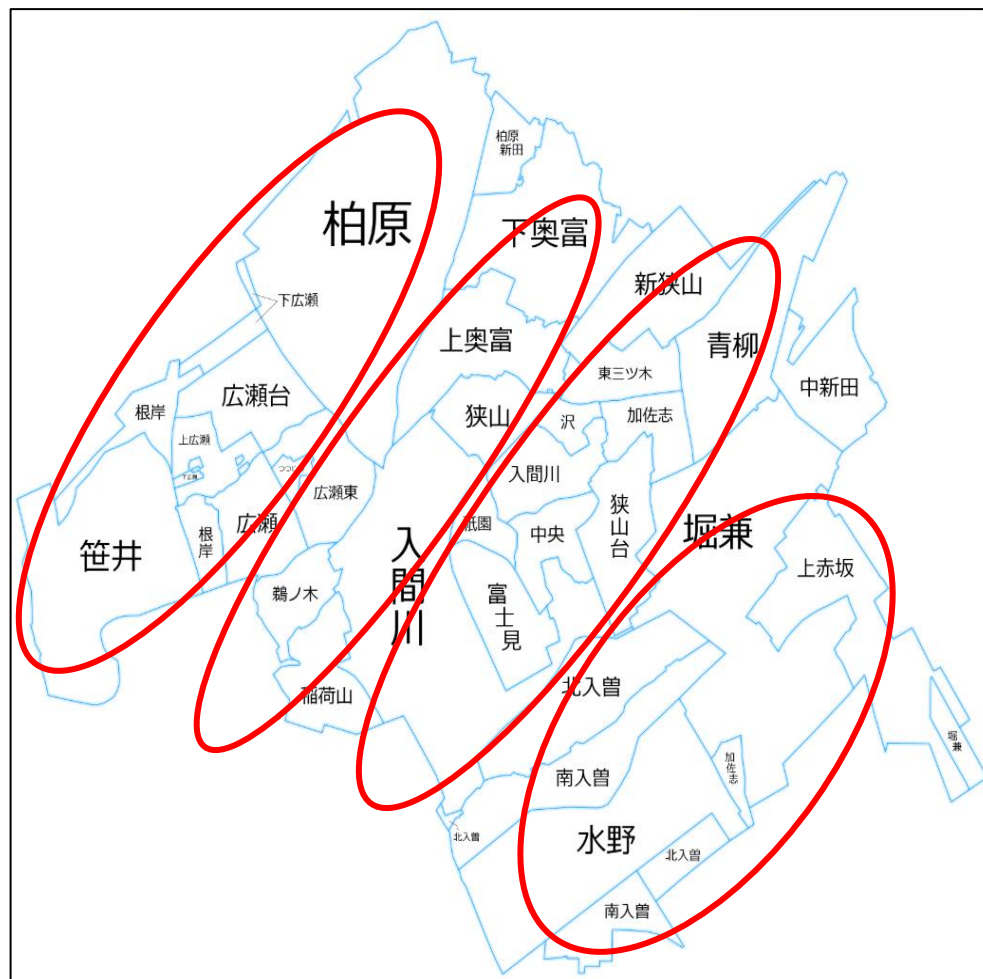 柏原
新田
柏原
下奥富
新狭山
下広瀬
上奥富
青柳
東三ツ木
中新田
広瀬台
根岸
狭山
沢
加佐志
上広瀬
入間川
広瀬東
祇園
中央
狭山台
広瀬
根岸
笹井
堀兼
上赤坂
入間川
鵜ノ木
富士見
北入曽
稲荷山
堀兼
加佐志
南入曽
北入曽
水野
北入曽
南入曽